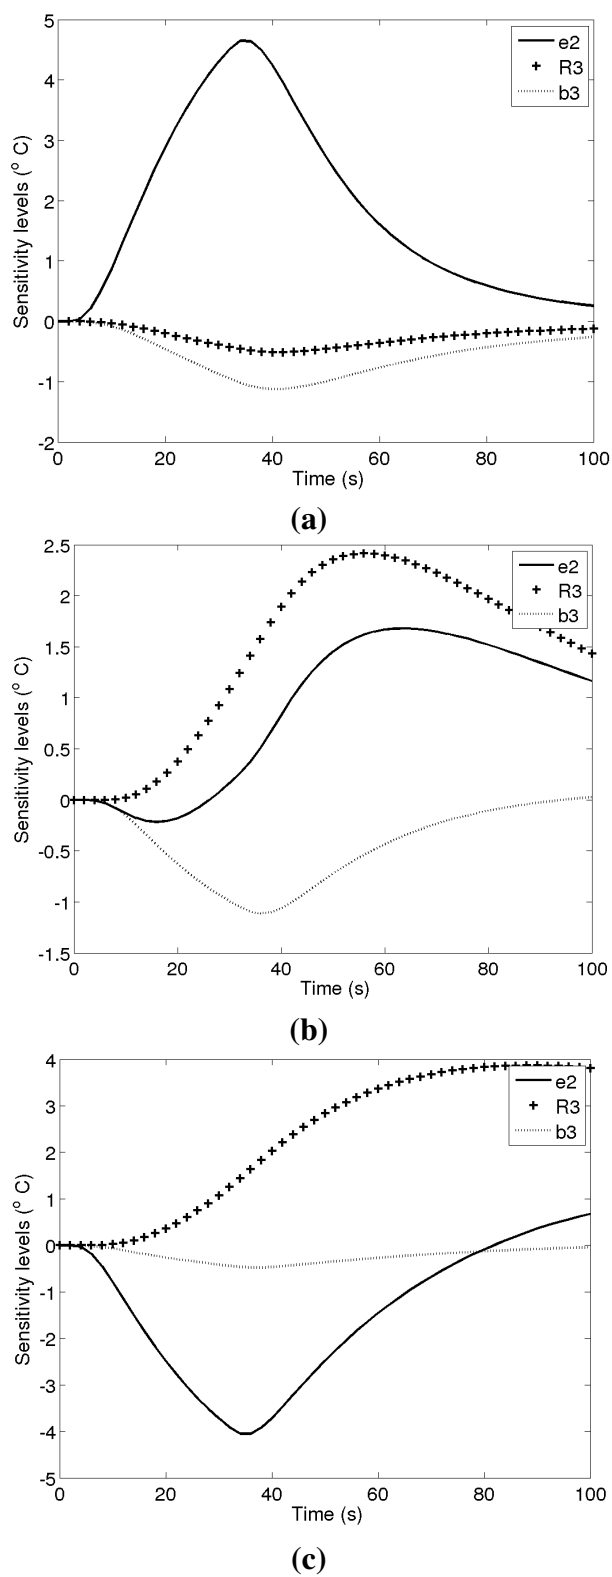 5
4
3
2
1
0
-1
-2
Sensitivity levels (° C)
e2
R3
b3
0 20 40 60 80 100
Time (s)
(a)
2.5
2
1.5
1
0.5
0
-0.5
-1
-1.5
Sensitivity levels (° C)
e2
R3
b3
0 20 40 60 80 100
Time (s)
(b)
4
3
2
1
0
-1
-2
-3
-4
-5
Sensitivity levels (° C)
e2
R3
b3
0 20 40 60 80 100
Time (s)
(c)